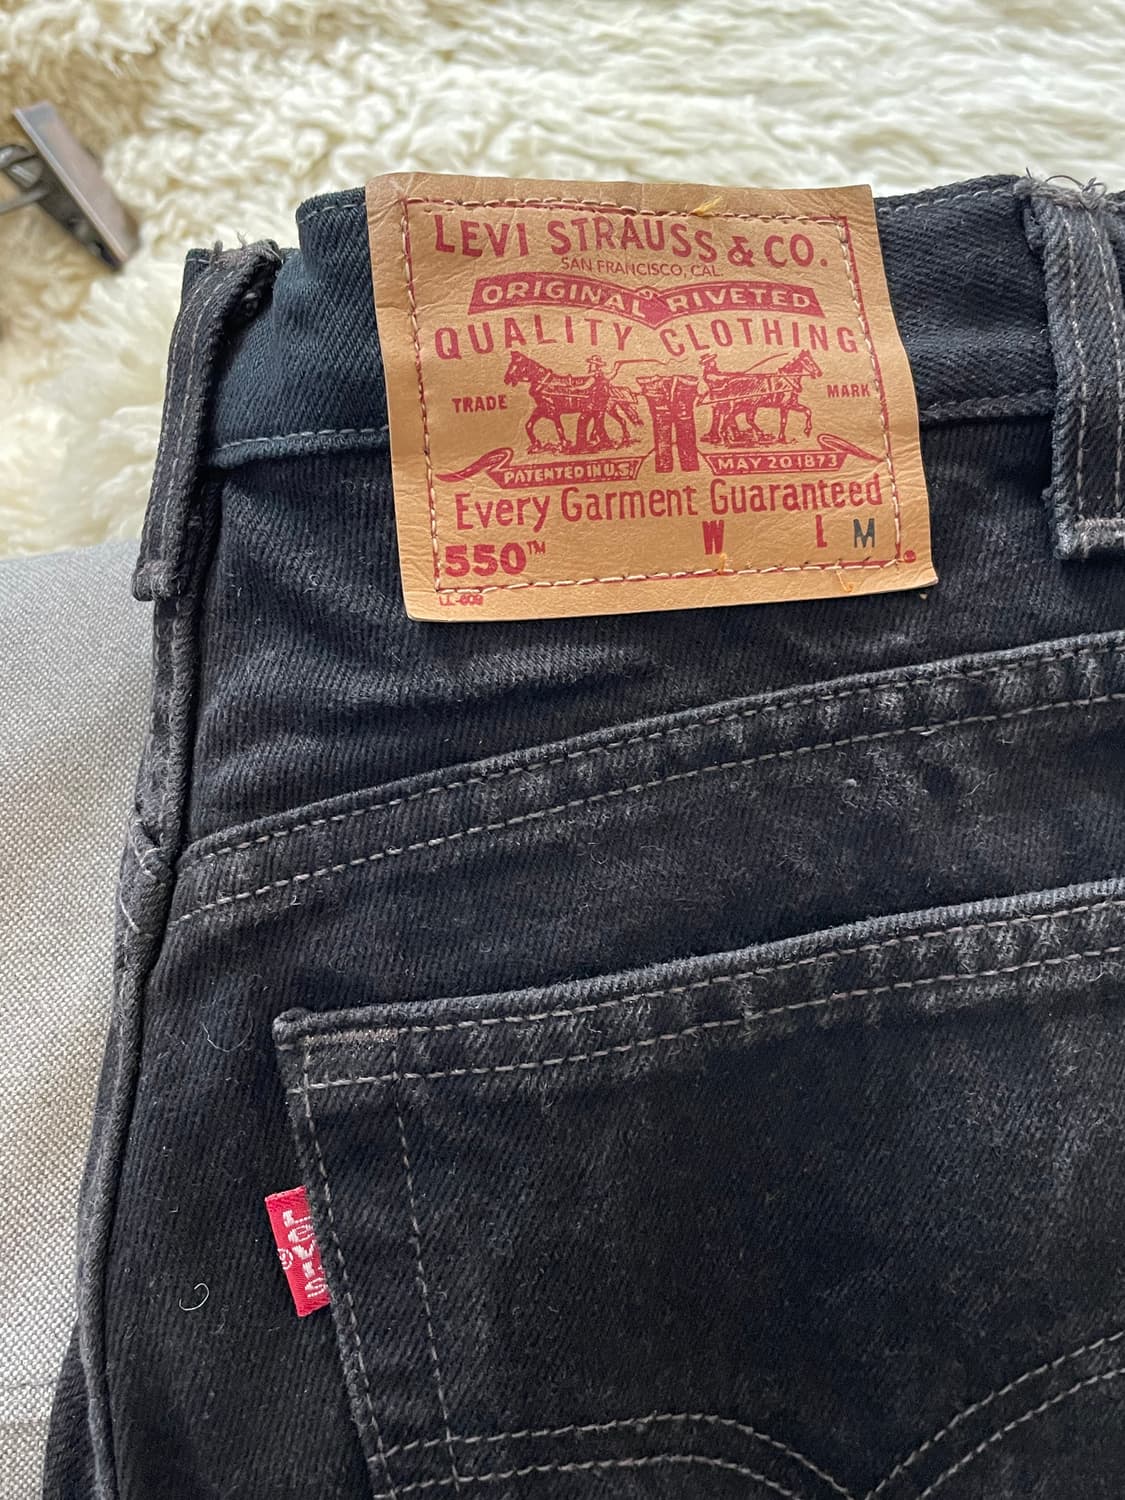 LEVI STRAUSS & CO.
SAN FRANCISCO, CAL
ORIGINAL RIVETED
QUALITY CLOTHING
TRADE MARK
PATENTED IN U.S. MAY 20 1873
Every Garment Guaranteed
W L M
550™
®
LEVI'S
®